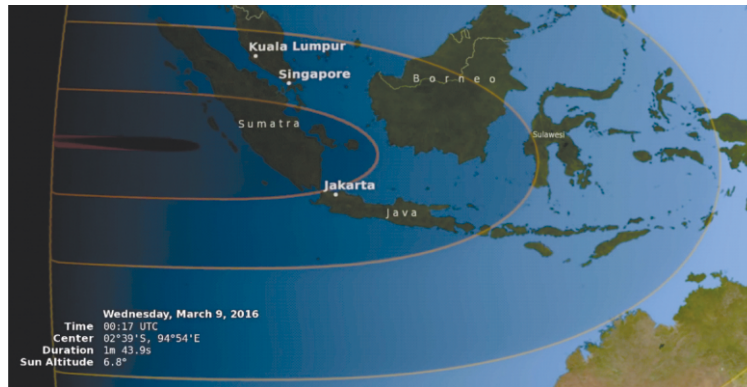 Kuala Lumpur
Singapore
Borneo
Sumatra
Sulawesi
Jakarta
Java
Wednesday, March 9, 2016
Time 00:17 UTC
Center 02°39'S, 94°54'E
Duration 1m 43.9s
Sun Altitude 6.8°